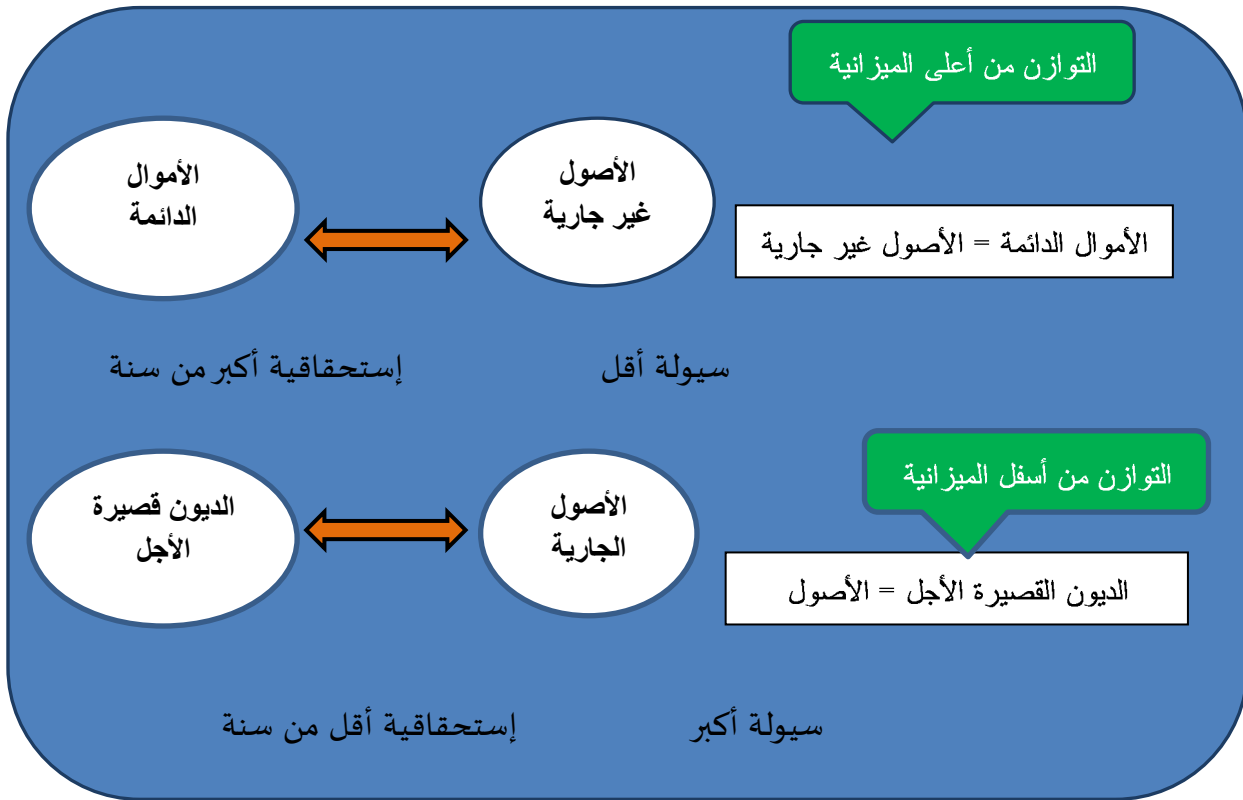 التوازن من أعلى الميزانية
الأصول
غير جارية
الأموال
الدائمة
الأموال الدائمة = الأصول غير جارية
سيولة أقل
إستحقاقية أكبر من سنة
التوازن من أسفل الميزانية
الأصول
الجارية
الديون قصيرة
الأجل
الديون القصيرة الأجل = الأصول
سيولة أكبر
إستحقاقية أقل من سنة